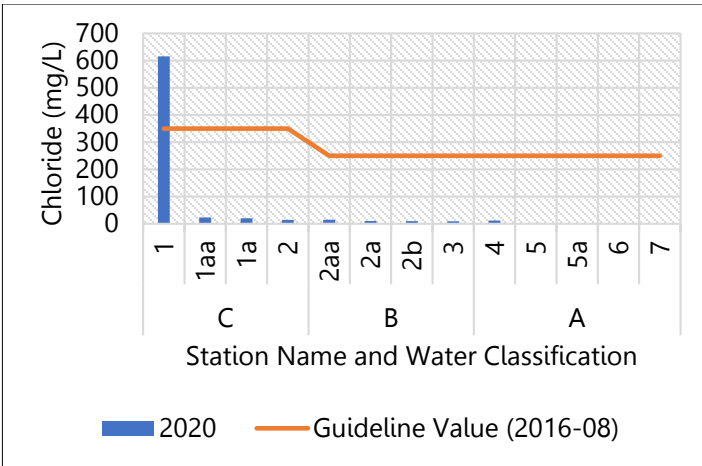 Chloride (mg/L)
700
600
500
400
300
200
100
0
1 1aa 1a 2 2aa 2a 2b 3 4 5 5a 6 7
C B A
Station Name and Water Classification
2020 Guideline Value (2016-08)